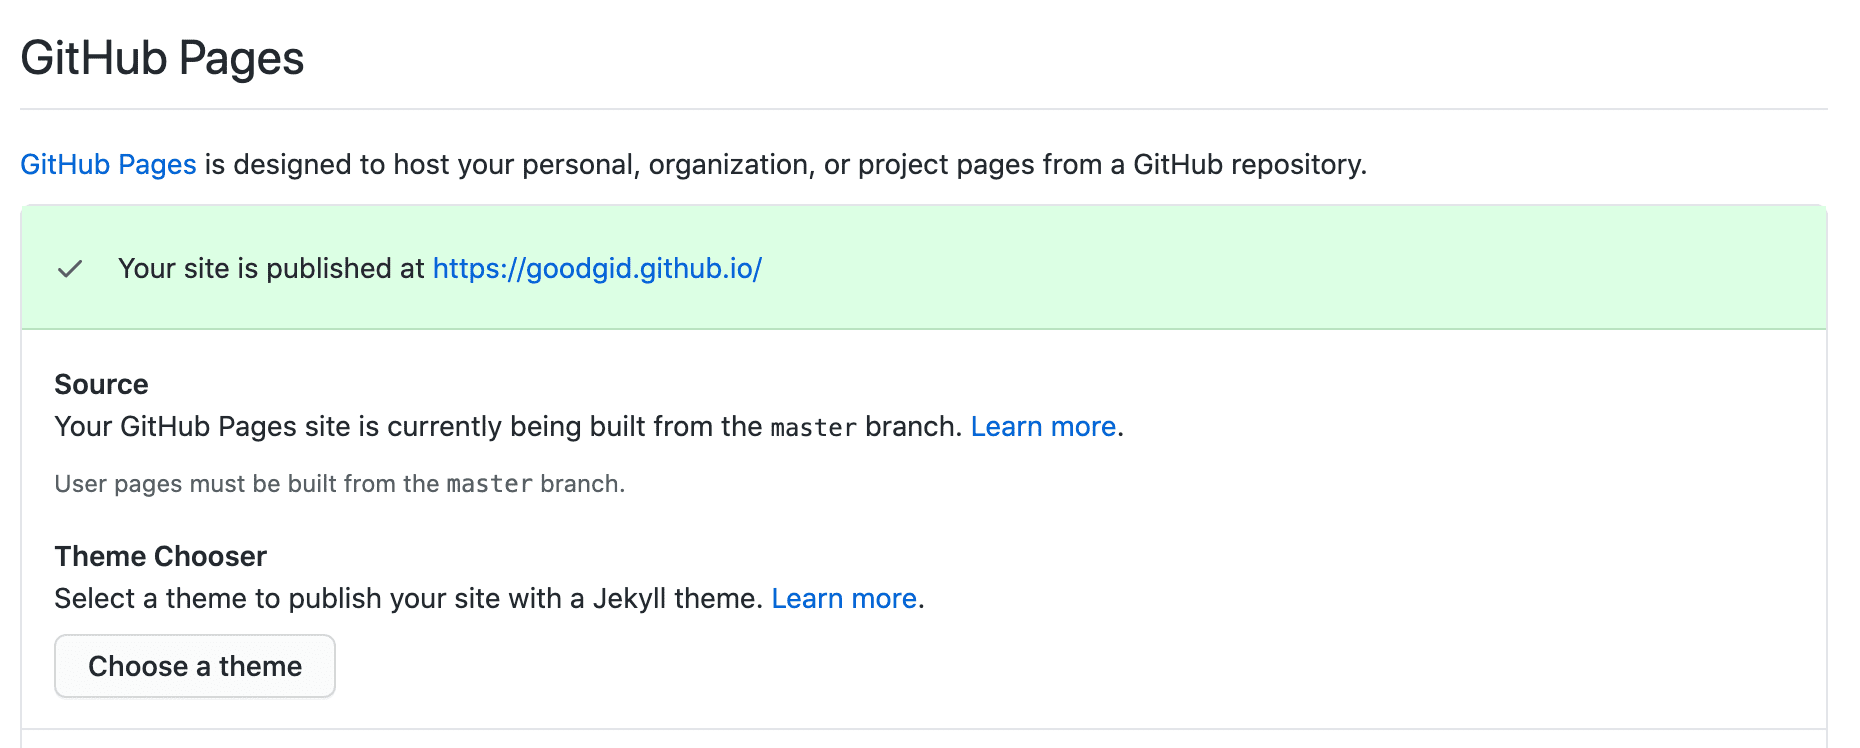 GitHub Pages
GitHub Pages is designed to host your personal, organization, or project pages from a GitHub repository.
Your site is published at https://goodgid.github.io/
Source
Your GitHub Pages site is currently being built from the master branch. Learn more.
User pages must be built from the master branch.
Theme Chooser
Select a theme to publish your site with a Jekyll theme. Learn more.
Choose a theme